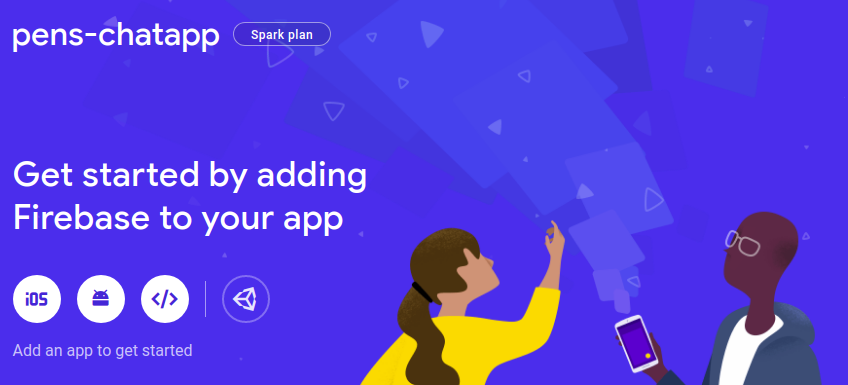 pens-chatapp Spark plan
Get started by adding
Firebase to your app
iOS </>
Add an app to get started